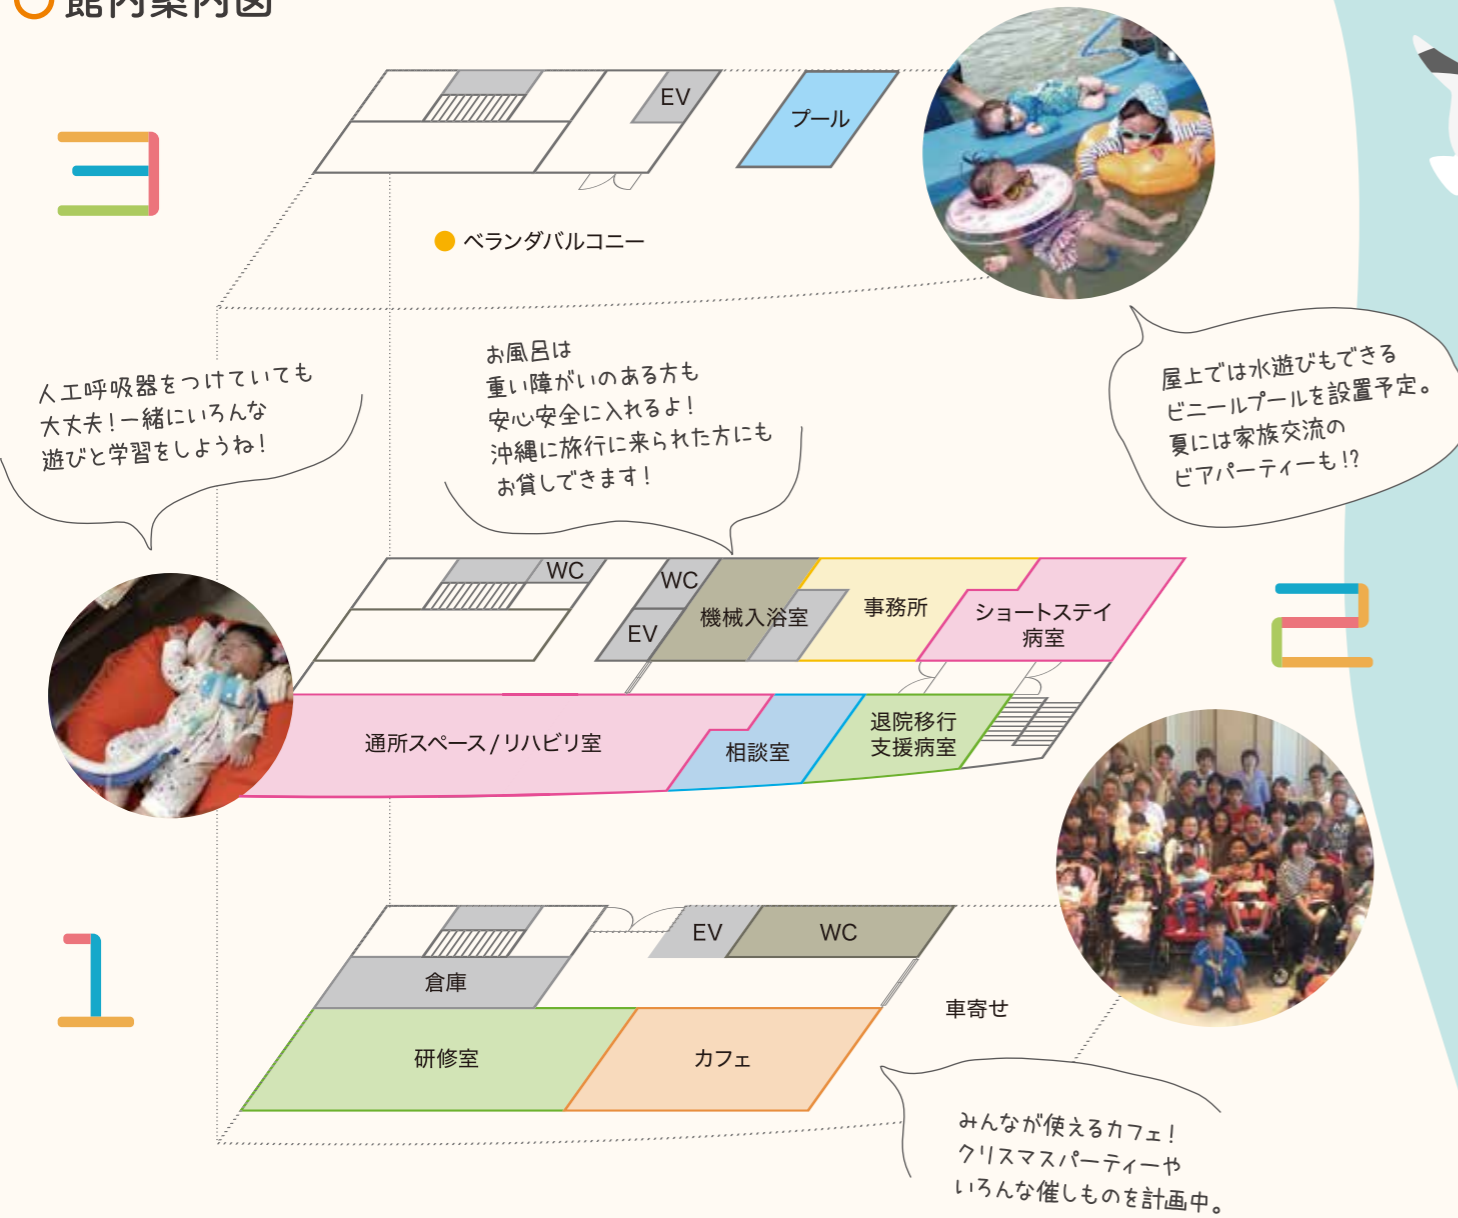 館内案内図
3
EV
プール
ベランダバルコニー
屋上では水遊びもできる
ビニールプールを設置予定。
夏には家族交流の
ビアパーティーも!?
人工呼吸器をつけていても
大丈夫!一緒にいろんな
遊びと学習をしようね!
お風呂は
重い障がいのある方も
安心安全に入れるよ!
沖縄に旅行に来られた方にも
お貸しできます!
2
WC
WC
EV
機械入浴室
事務所
ショートステイ
病室
通所スペース/リハビリ室
相談室
退院移行
支援病室
1
EV
WC
倉庫
車寄せ
研修室
カフェ
みんなが使えるカフェ!
クリスマスパーティーや
いろんな催しものを計画中。